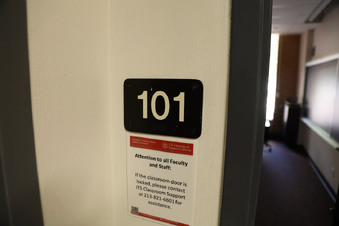 101
Attention to all Faculty
and Staff:
If the classroom door is
locked, please contact
ITS Classroom Support
at 213-821-6601 for
assistance.